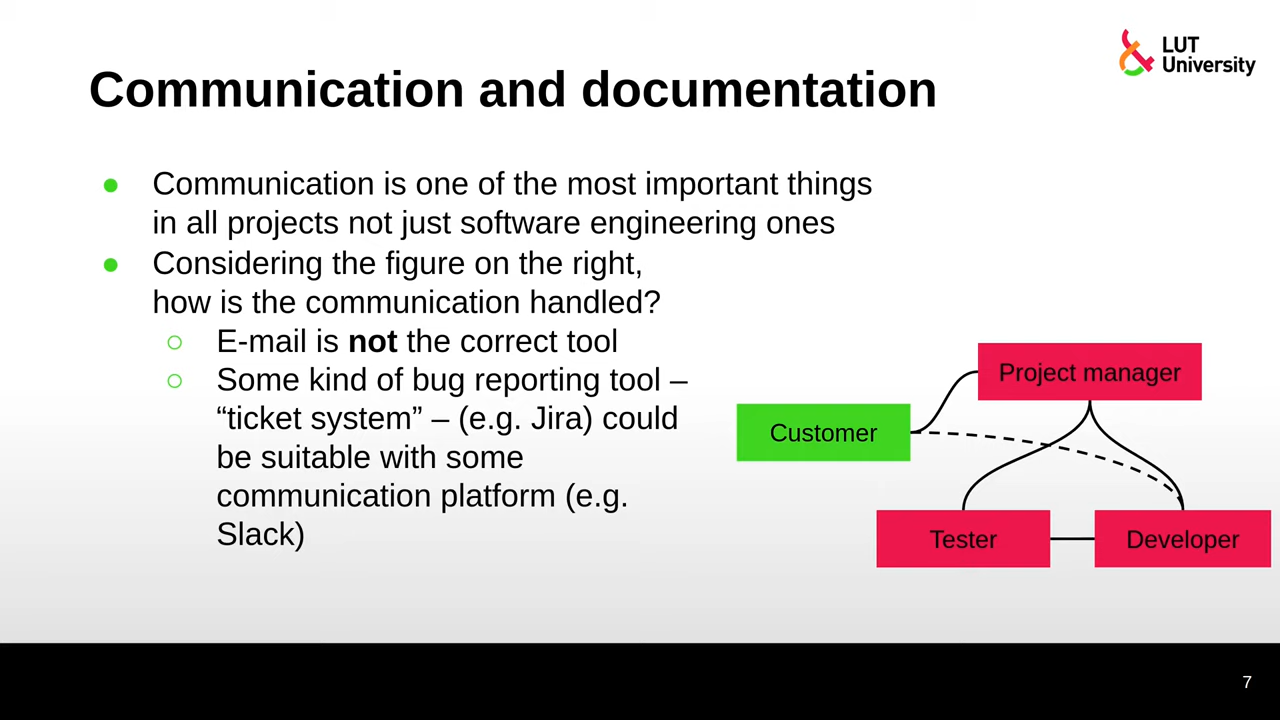 LUT
University
Communication and documentation
● Communication is one of the most important things
in all projects not just software engineering ones
● Considering the figure on the right,
how is the communication handled?
○ E-mail is not the correct tool
○ Some kind of bug reporting tool –
“ticket system” – (e.g. Jira) could
be suitable with some
communication platform (e.g.
Slack)
Project manager
Customer
Tester
Developer
7